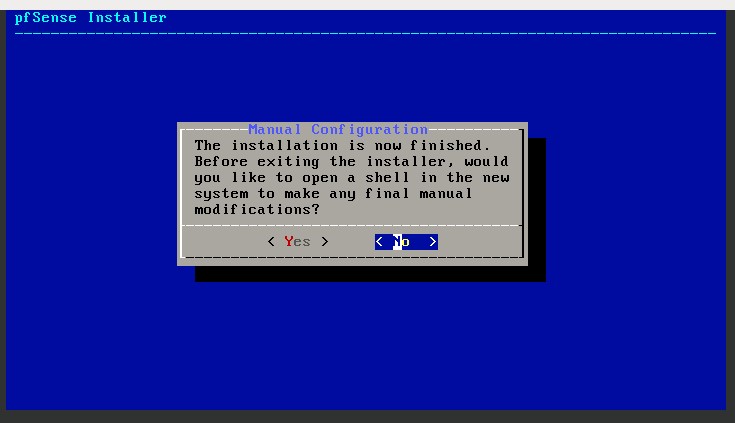 pfSense Installer
Manual Configuration
The installation is now finished.
Before exiting the installer, would
you like to open a shell in the new
system to make any final manual
modifications?
< Yes > < No >